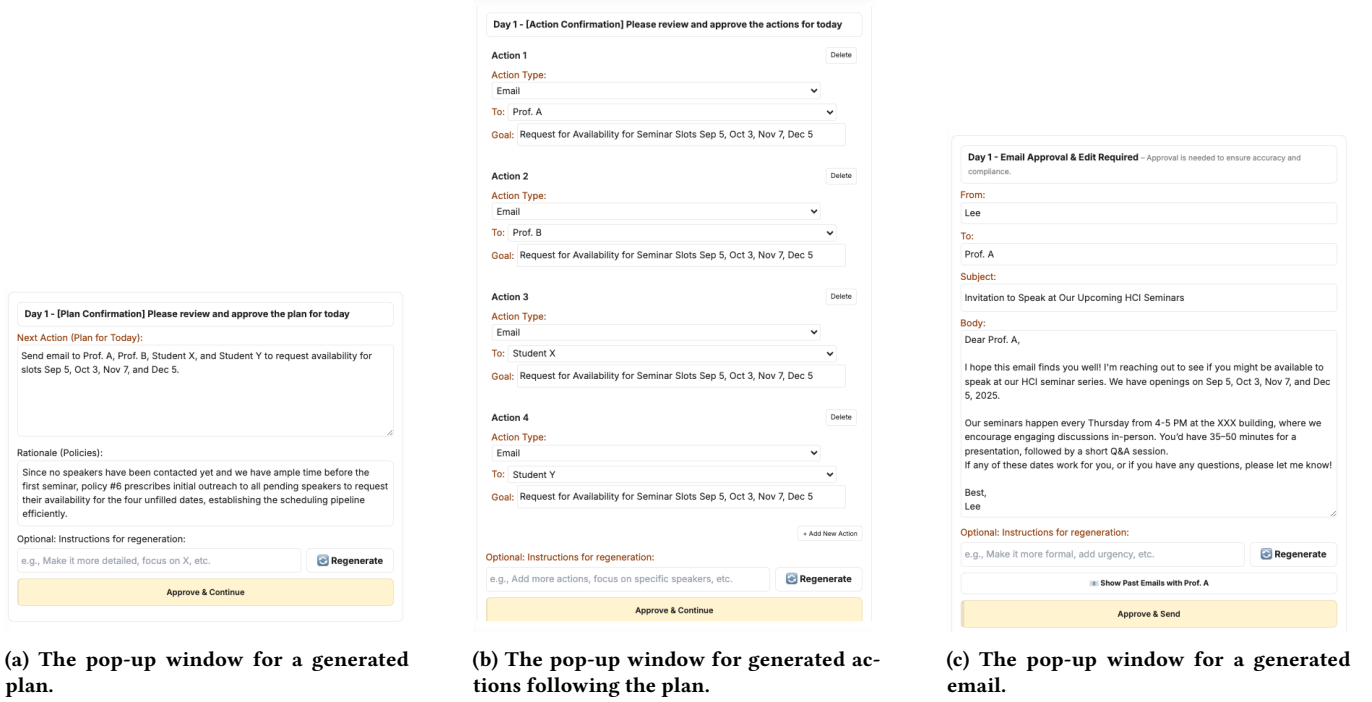 Day 1 - [Plan Confirmation] Please review and approve the plan for today
Next Action (Plan for Today):
Send email to Prof. A, Prof. B, Student X, and Student Y to request availability for
slots Sep 5, Oct 3, Nov 7, and Dec 5.
Rationale (Policies):
Since no speakers have been contacted yet and we have ample time before the
first seminar, policy #6 prescribes initial outreach to all pending speakers to request
their availability for the four unfilled dates, establishing the scheduling pipeline
efficiently.
Optional: Instructions for regeneration:
e.g., Make it more detailed, focus on X, etc.
Regenerate
Approve & Continue
(a) The pop-up window for a generated
plan.
Day 1 - [Action Confirmation] Please review and approve the actions for today
Action 1
Delete
Action Type:
Email
To: Prof. A
Goal: Request for Availability for Seminar Slots Sep 5, Oct 3, Nov 7, Dec 5
Action 2
Delete
Action Type:
Email
To: Prof. B
Goal: Request for Availability for Seminar Slots Sep 5, Oct 3, Nov 7, Dec 5
Action 3
Delete
Action Type:
Email
To: Student X
Goal: Request for Availability for Seminar Slots Sep 5, Oct 3, Nov 7, Dec 5
Action 4
Delete
Action Type:
Email
To: Student Y
Goal: Request for Availability for Seminar Slots Sep 5, Oct 3, Nov 7, Dec 5
+ Add New Action
Optional: Instructions for regeneration:
e.g., Add more actions, focus on specific speakers, etc.
Regenerate
Approve & Continue
(b) The pop-up window for generated ac-
tions following the plan.
Day 1 - Email Approval & Edit Required – Approval is needed to ensure accuracy and
compliance.
From:
Lee
To:
Prof. A
Subject:
Invitation to Speak at Our Upcoming HCI Seminars
Body:
Dear Prof. A,
I hope this email finds you well! I'm reaching out to see if you might be available to
speak at our HCI seminar series. We have openings on Sep 5, Oct 3, Nov 7, and Dec
5, 2025.
Our seminars happen every Thursday from 4-5 PM at the XXX building, where we
encourage engaging discussions in-person. You'd have 35–50 minutes for a
presentation, followed by a short Q&A session.
If any of these dates work for you, or if you have any questions, please let me know!
Best,
Lee
Optional: Instructions for regeneration:
e.g., Make it more formal, add urgency, etc.
Regenerate
Show Past Emails with Prof. A
Approve & Send
(c) The pop-up window for a generated
email.